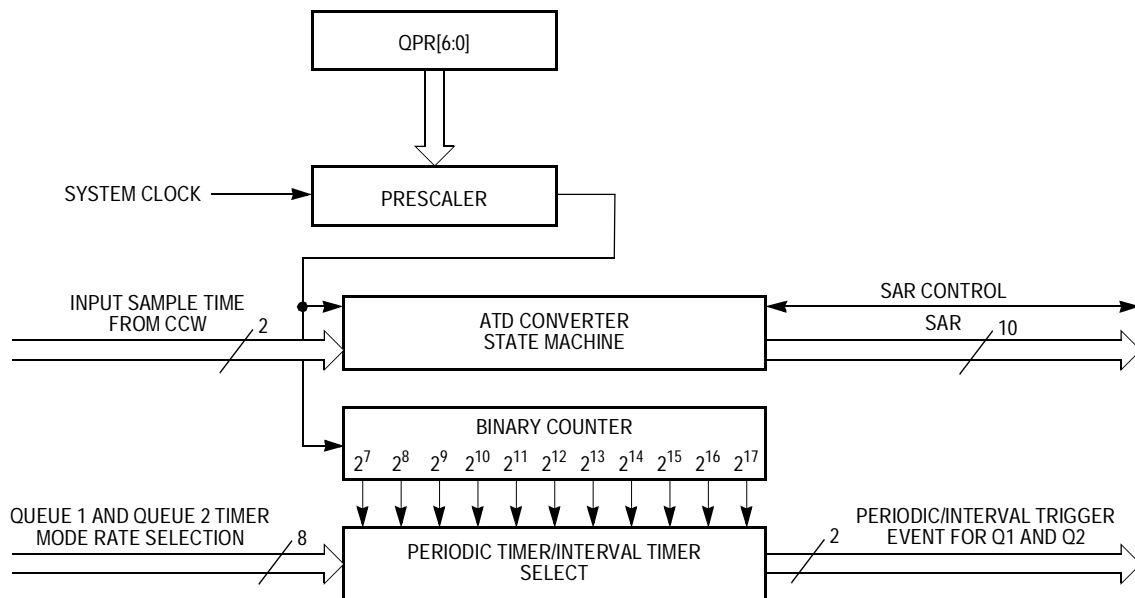 QPR[6:0]
SYSTEM CLOCK
PRESCALER
INPUT SAMPLE TIME
FROM CCW
2
ATD CONVERTER
STATE MACHINE
SAR CONTROL
SAR
10
BINARY COUNTER
2^7 2^8 2^9 2^10 2^11 2^12 2^13 2^14 2^15 2^16 2^17
QUEUE 1 AND QUEUE 2 TIMER
MODE RATE SELECTION
8
PERIODIC TIMER/INTERVAL TIMER
SELECT
2
PERIODIC/INTERVAL TRIGGER
EVENT FOR Q1 AND Q2